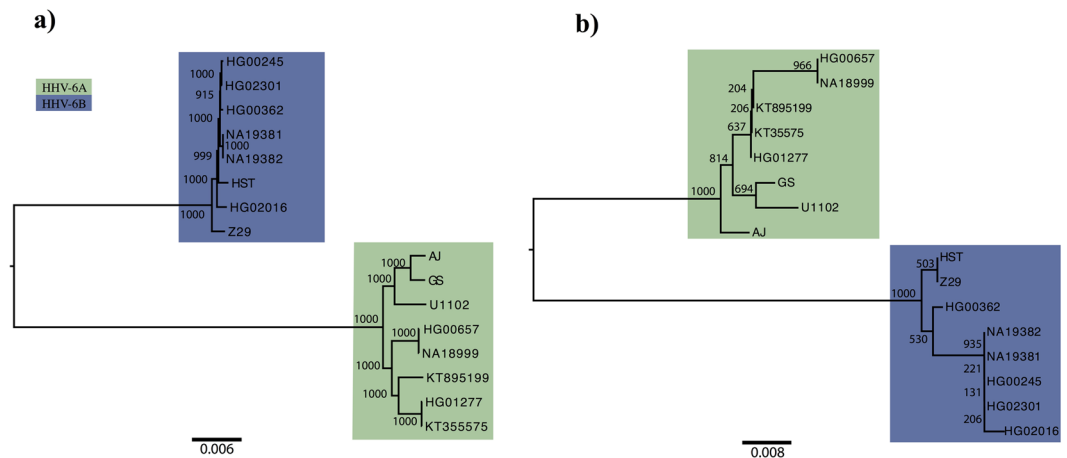 a)
HHV-6A
HHV-6B
HG00245
1000
HG02301
915
HG00362
1000
NA19381
1000
NA19382
999
HST
1000
HG02016
1000
Z29
AJ
1000
GS
1000
U1102
1000
HG00657
1000
NA18999
1000
KT895199
1000
HG01277
1000
KT355575
0.006
b)
HG00657
966
NA18999
204
KT895199
206
KT35575
637
HG01277
814
GS
694
1000
U1102
AJ
HST
503
Z29
1000
HG00362
530
NA19382
935
NA19381
221
HG00245
131
HG02301
206
HG02016
0.008